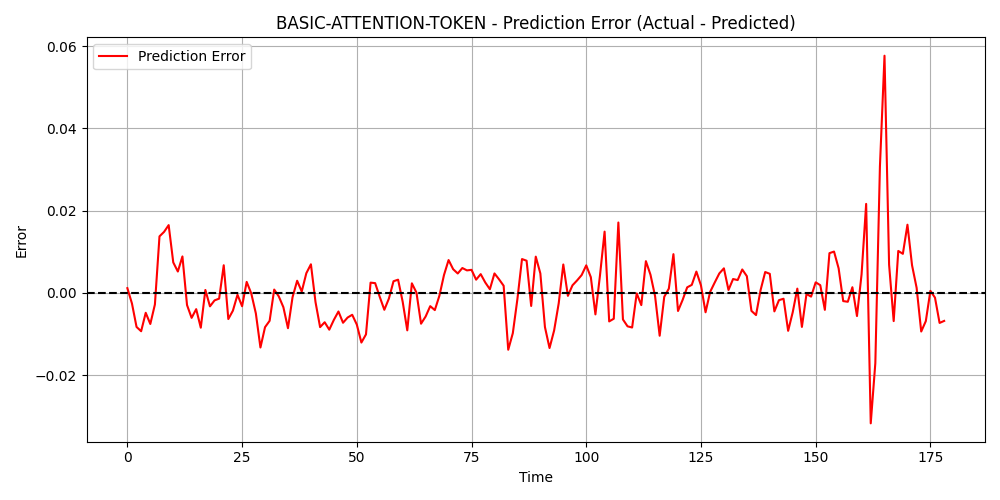 BASIC-ATTENTION-TOKEN - Prediction Error (Actual - Predicted)
Prediction Error
Error
0.06
0.04
0.02
0.00
−0.02
0 25 50 75 100 125 150 175
Time